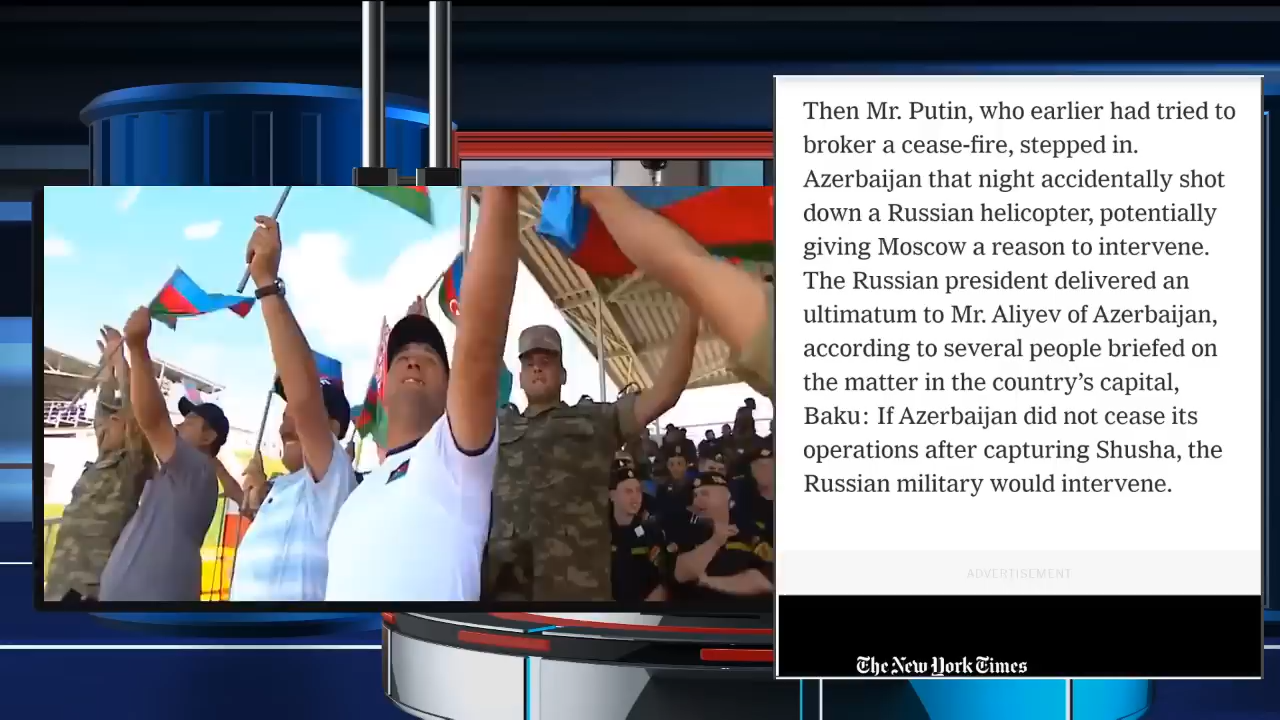 Then Mr. Putin, who earlier had tried to
broker a cease-fire, stepped in.
Azerbaijan that night accidentally shot
down a Russian helicopter, potentially
giving Moscow a reason to intervene.
The Russian president delivered an
ultimatum to Mr. Aliyev of Azerbaijan,
according to several people briefed on
the matter in the country’s capital,
Baku: If Azerbaijan did not cease its
operations after capturing Shusha, the
Russian military would intervene.
ADVERTISEMENT
The New York Times